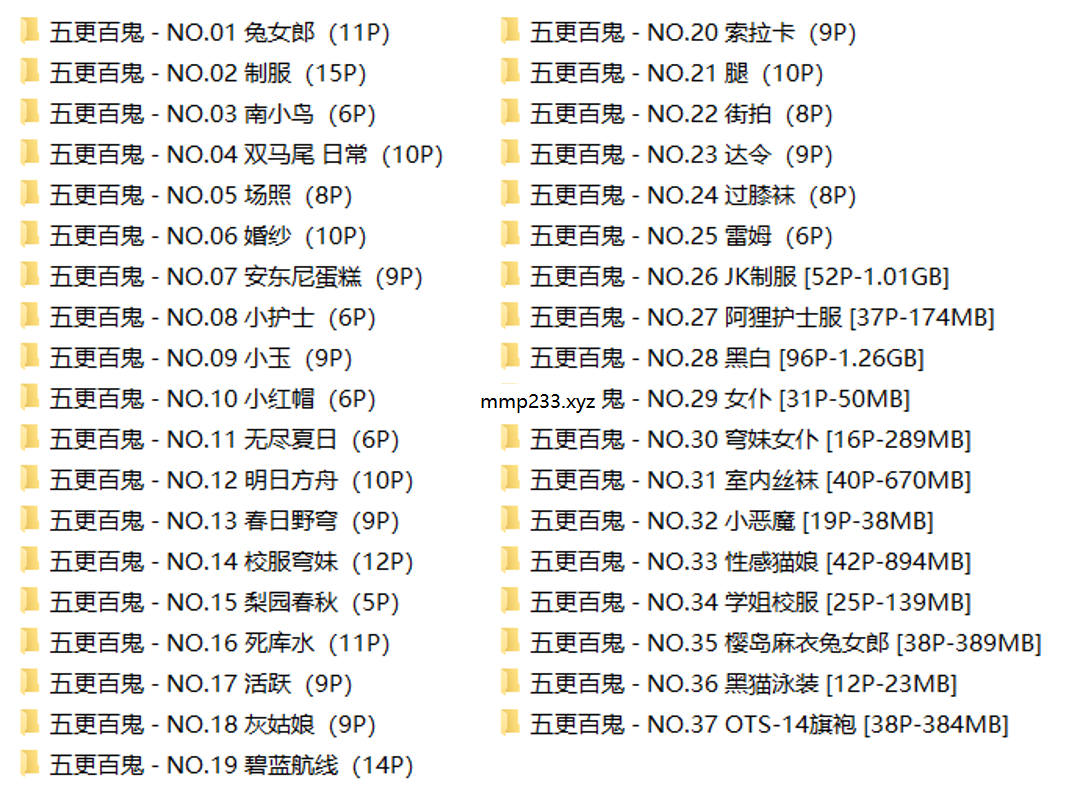 五更百鬼 - NO.01 兔女郎（11P）
五更百鬼 - NO.02 制服（15P）
五更百鬼 - NO.03 南小鸟（6P）
五更百鬼 - NO.04 双马尾 日常（10P）
五更百鬼 - NO.05 场照（8P）
五更百鬼 - NO.06 婚纱（10P）
五更百鬼 - NO.07 安东尼蛋糕（9P）
五更百鬼 - NO.08 小护士（6P）
五更百鬼 - NO.09 小玉（9P）
五更百鬼 - NO.10 小红帽（6P）
五更百鬼 - NO.11 无尽夏日（6P）
五更百鬼 - NO.12 明日方舟（10P）
五更百鬼 - NO.13 春日野穹（9P）
五更百鬼 - NO.14 校服穹妹（12P）
五更百鬼 - NO.15 梨园春秋（5P）
五更百鬼 - NO.16 死库水（11P）
五更百鬼 - NO.17 活跃（9P）
五更百鬼 - NO.18 灰姑娘（9P）
五更百鬼 - NO.19 碧蓝航线（14P）
五更百鬼 - NO.20 索拉卡（9P）
五更百鬼 - NO.21 腿（10P）
五更百鬼 - NO.22 街拍（8P）
五更百鬼 - NO.23 达令（9P）
五更百鬼 - NO.24 过膝袜（8P）
五更百鬼 - NO.25 雷姆（6P）
五更百鬼 - NO.26 JK制服 [52P-1.01GB]
五更百鬼 - NO.27 阿狸护士服 [37P-174MB]
五更百鬼 - NO.28 黑白 [96P-1.26GB]
mmp233.xyz 鬼 - NO.29 女仆 [31P-50MB]
五更百鬼 - NO.30 穹妹女仆 [16P-289MB]
五更百鬼 - NO.31 室内丝袜 [40P-670MB]
五更百鬼 - NO.32 小恶魔 [19P-38MB]
五更百鬼 - NO.33 性感猫娘 [42P-894MB]
五更百鬼 - NO.34 学姐校服 [25P-139MB]
五更百鬼 - NO.35 樱岛麻衣兔女郎 [38P-389MB]
五更百鬼 - NO.36 黑猫泳装 [12P-23MB]
五更百鬼 - NO.37 OTS-14旗袍 [38P-384MB]